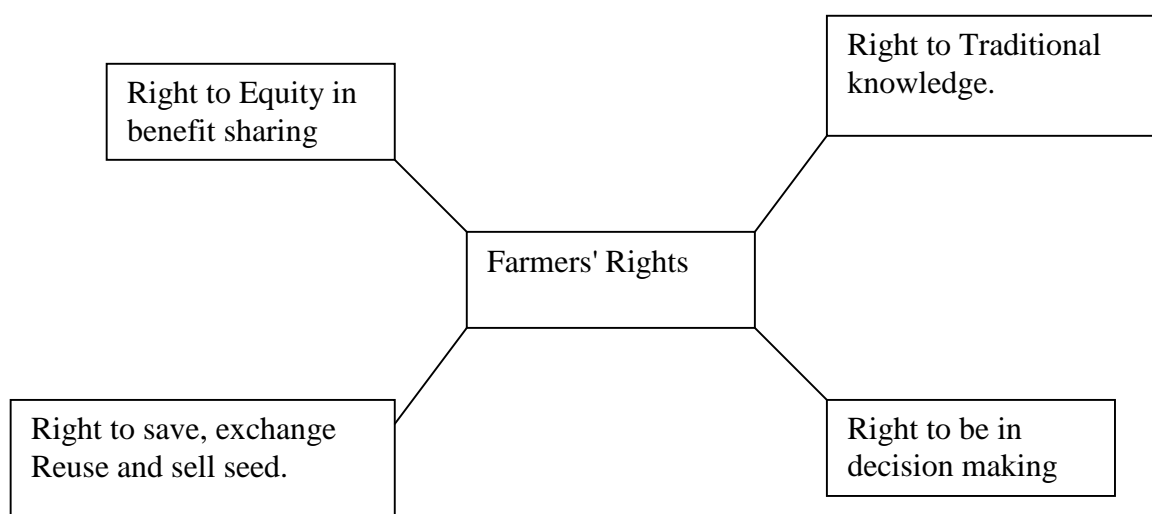 Right to Traditional
knowledge.
Right to Equity in
benefit sharing
Farmers' Rights
Right to save, exchange
Reuse and sell seed.
Right to be in
decision making